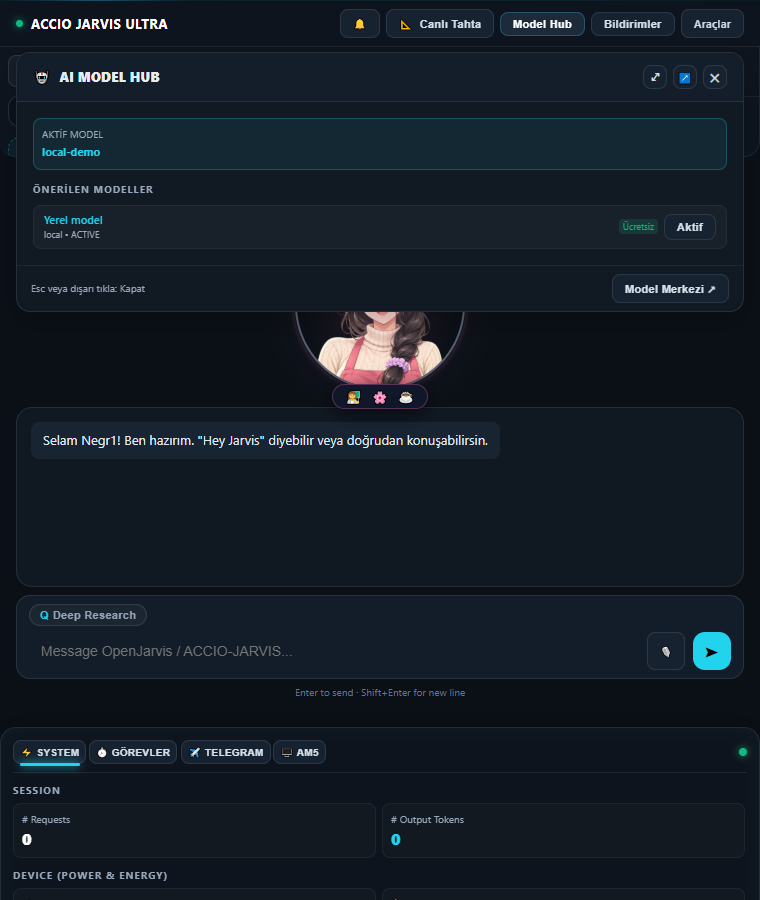 ACCIO JARVIS ULTRA
Canlı Tahta
Model Hub
Bildirimler
Araçlar
AI MODEL HUB
AKTİF MODEL
local-demo
ÖNERİLEN MODELLER
Yerel model
local • ACTIVE
Ücretsiz
Aktif
Esc veya dışarı tıkla: Kapat
Model Merkezi ↗
Selam Negr1! Ben hazırım. "Hey Jarvis" diyebilir veya doğrudan konuşabilirsin.
Q Deep Research
Message OpenJarvis / ACCIO-JARVIS...
Enter to send · Shift+Enter for new line
SYSTEM
GÖREVLER
TELEGRAM
AM5
SESSION
# Requests
# Output Tokens
0
0
DEVICE (POWER & ENERGY)